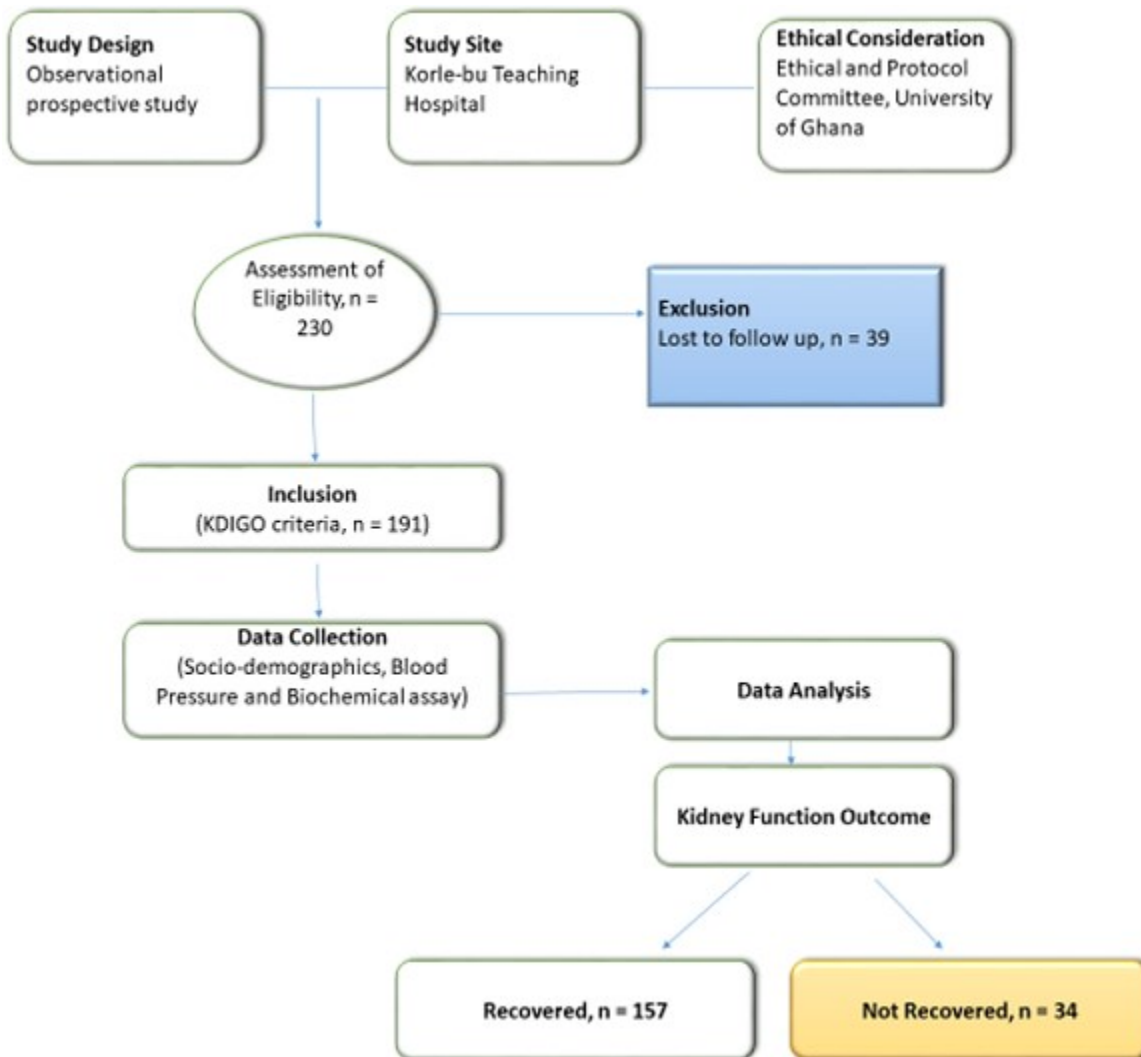 Study Design
Observational
prospective study
Study Site
Korle-bu Teaching
Hospital
Ethical Consideration
Ethical and Protocol
Committee, University
of Ghana
Assessment of
Eligibility, n =
230
Exclusion
Lost to follow up, n = 39
Inclusion
(KDIGO criteria, n = 191)
Data Collection
(Socio-demographics, Blood
Pressure and Biochemical assay)
Data Analysis
Kidney Function Outcome
Recovered, n = 157
Not Recovered, n = 34